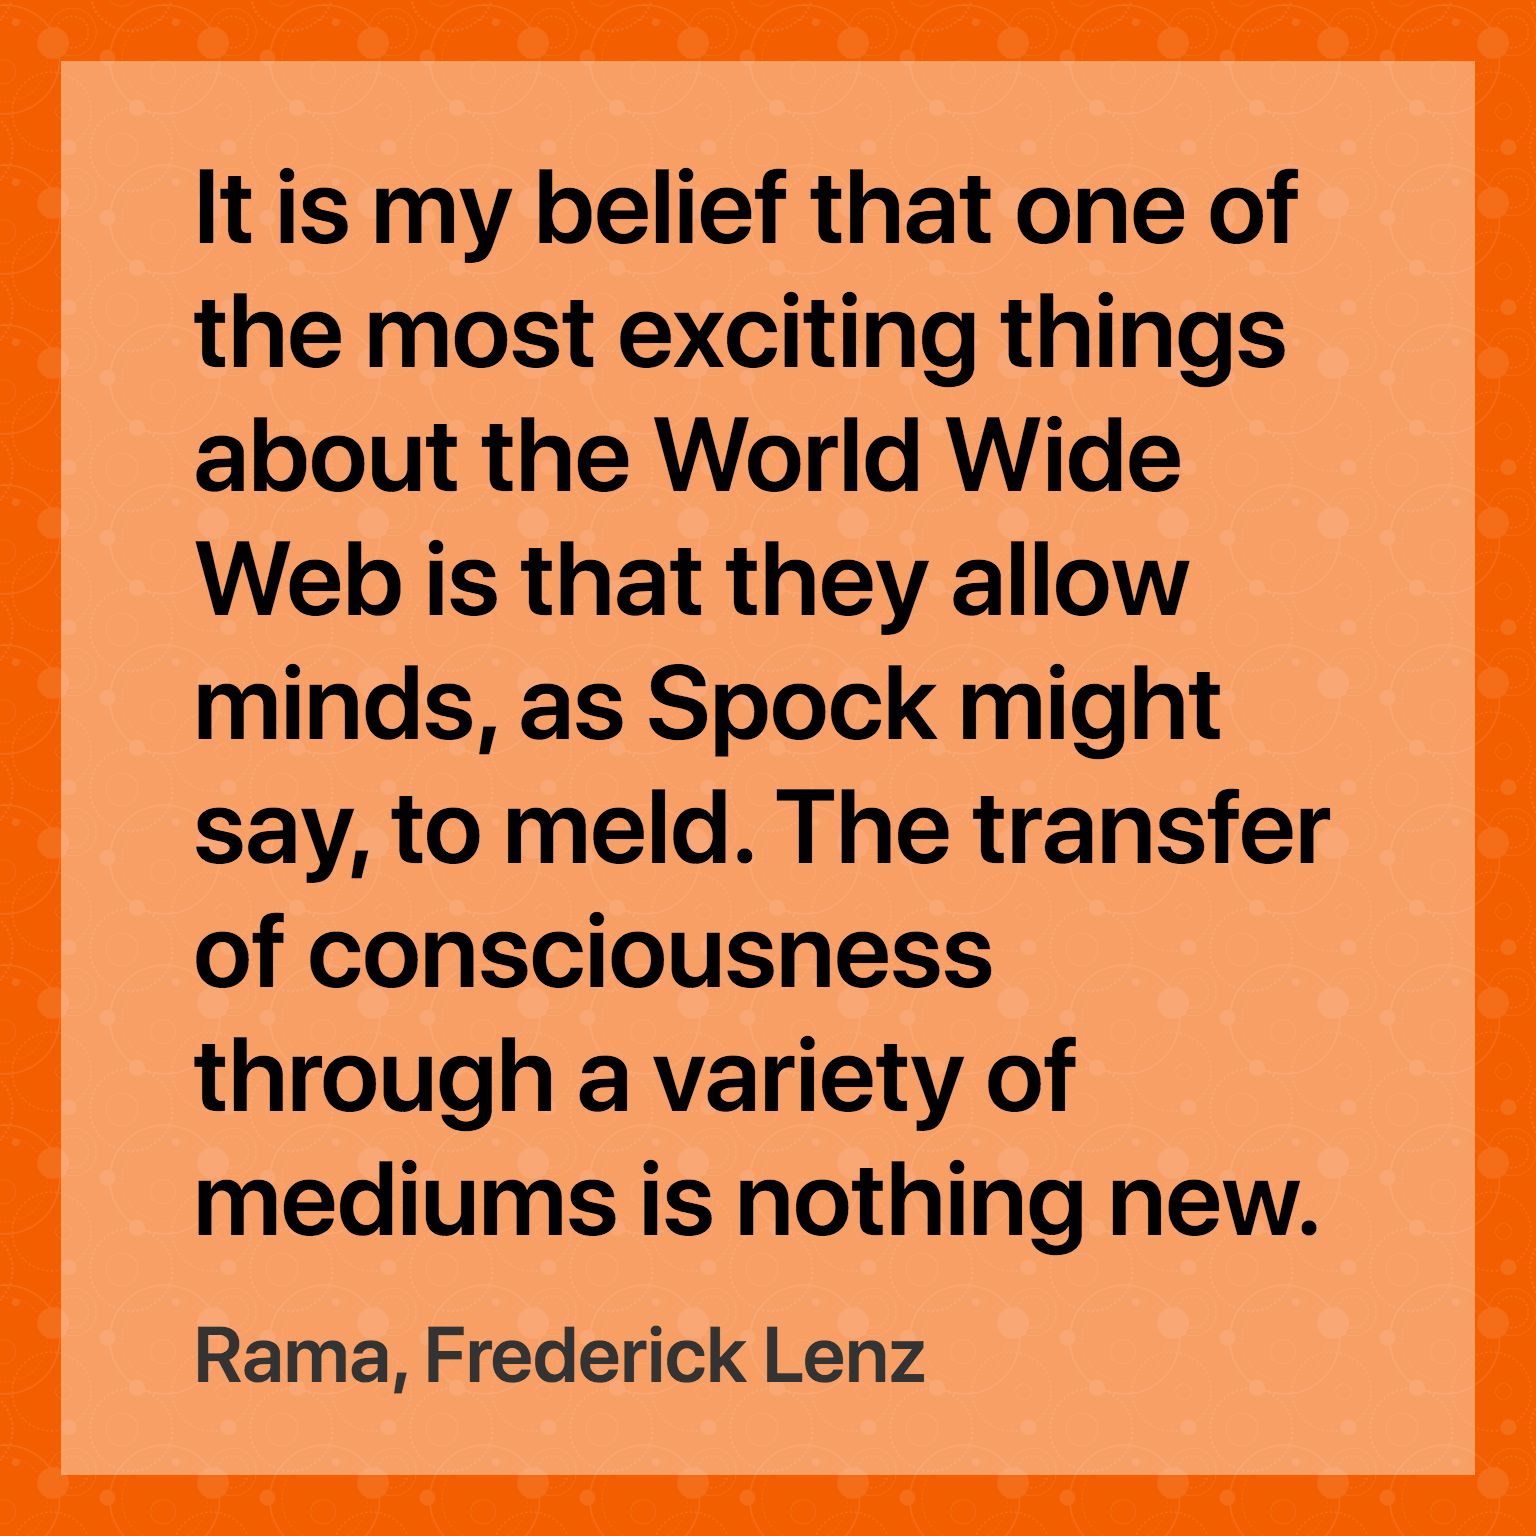 It is my belief that one of
the most exciting things
about the World Wide
Web is that they allow
minds, as Spock might
say, to meld. The transfer
of consciousness
through a variety of
mediums is nothing new.
Rama, Frederick Lenz